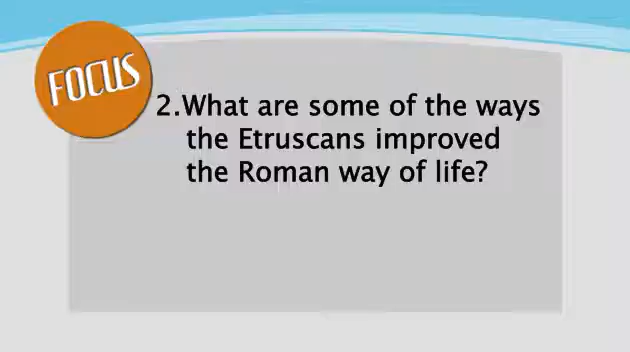 FOCUS
2.What are some of the ways
the Etruscans improved
the Roman way of life?